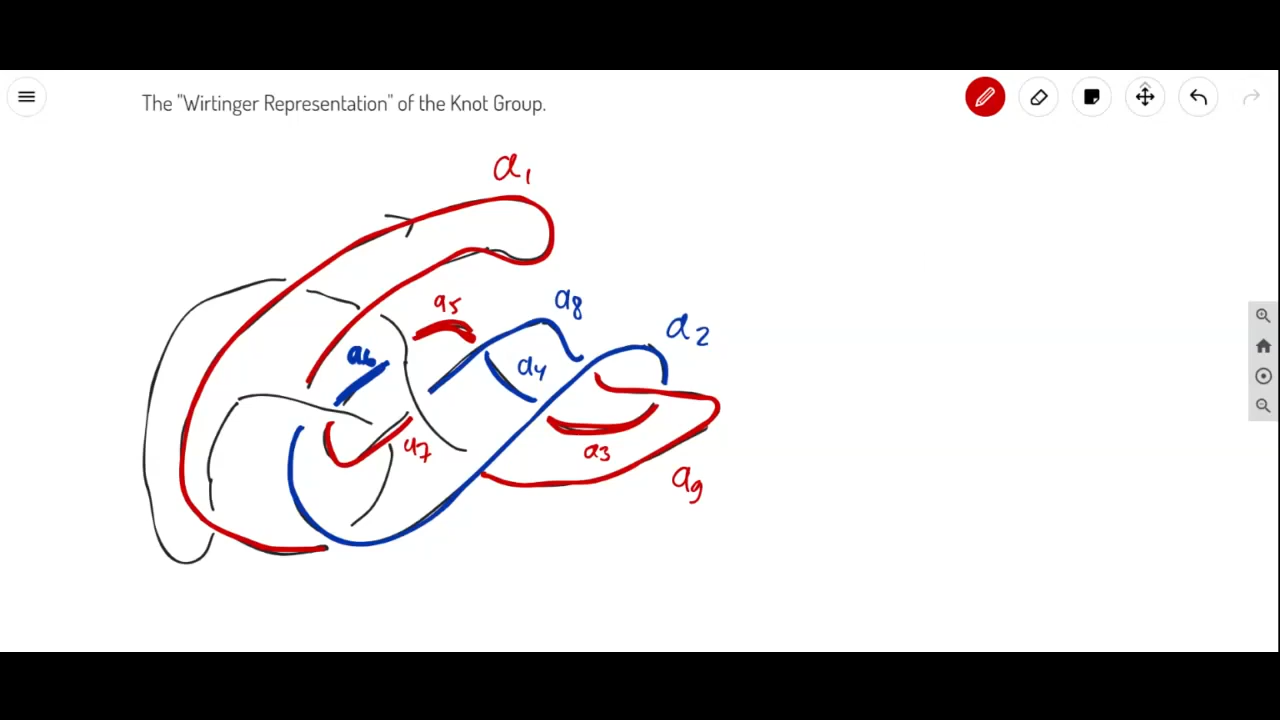 The "Wirtinger Representation" of the Knot Group.
a1
a5
a8
a2
a6
a4
a7
a3
a9